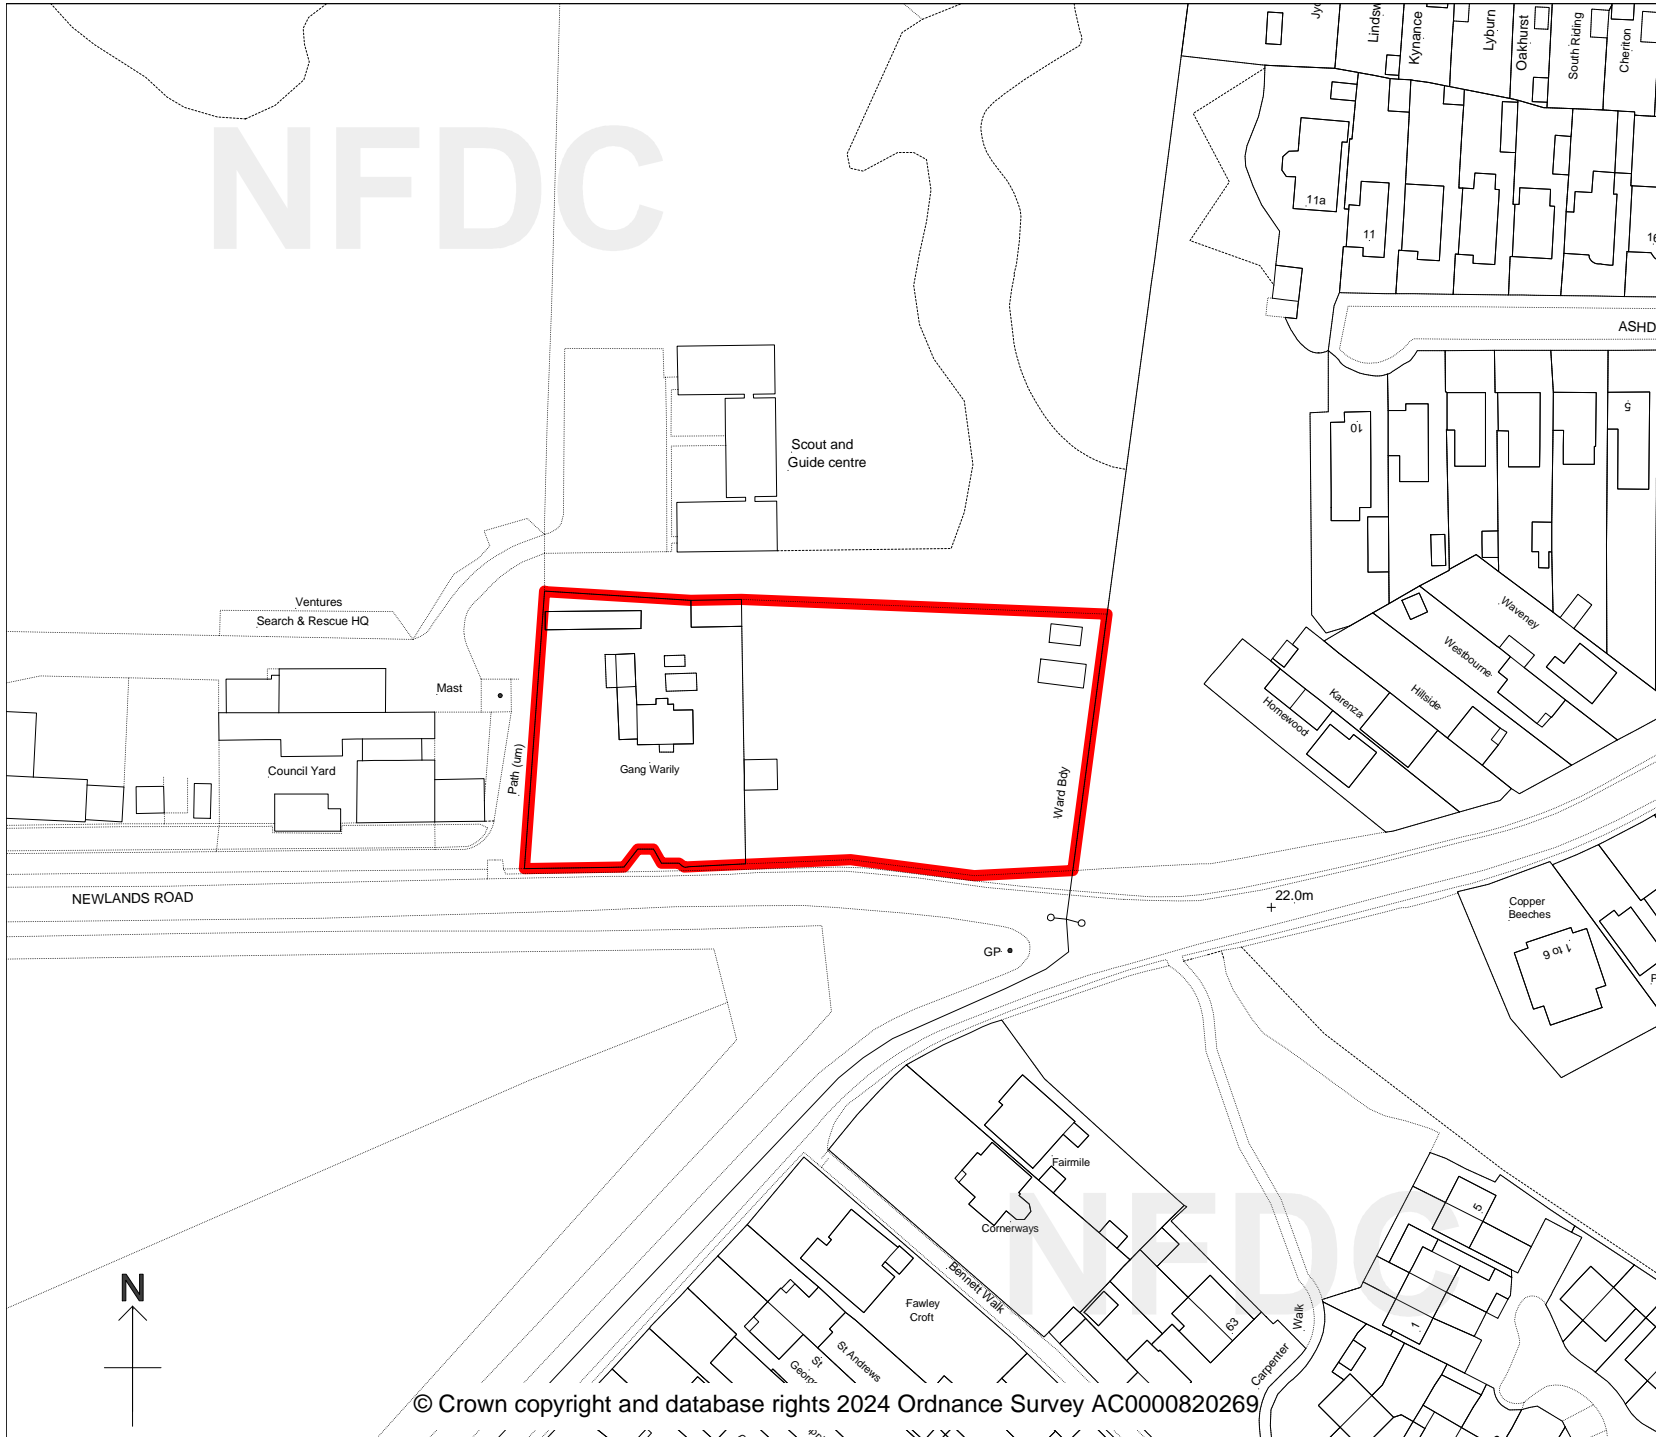 NFDC
Lyburn
Kynance
Oakhurst
South Riding
Cheriton
11a
11
ASHD
Scout and
Guide centre
10
5
Ventures
Search & Rescue HQ
Mast
Path (um)
Gang Warily
Council Yard
Ward Bdy
Waveney
Westbourne
Hillside
Karenza
Homewood
NEWLANDS ROAD
22.0m
GP
Copper
Beeches
1 to 6
Fairmile
Cornerways
NFDC
5
Bennett Walk
Fawley
Croft
63
1
Carpenter
Walk
St Andrews
St
N
© Crown copyright and database rights 2024 Ordnance Survey AC0000820269